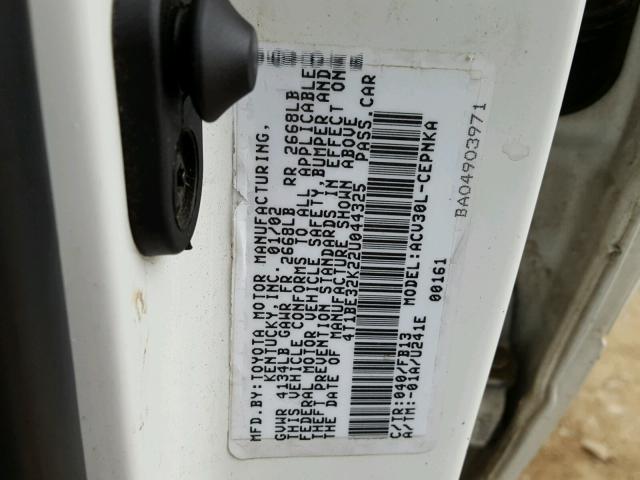 MFD.BY:TOYOTA MOTOR MANUFACTURING,
KENTUCKY,INC. 01/02
GVWR 4134LB GAWR FR 2668LB RR 2668LB
THIS VEHICLE CONFORMS TO ALL APPLICABLE
FEDERAL MOTOR VEHICLE SAFETY, BUMPER AND
THEFT PREVENTION STANDARDS IN EFFECT ON
THE DATE OF MANUFACTURE SHOWN ABOVE
4T1BE32K22U044325 PASS.CAR
C/TR:040/FB13 MODEL:ACV30L-CEPNKA
A/TM:-01A/U241E 00161
BA04903971